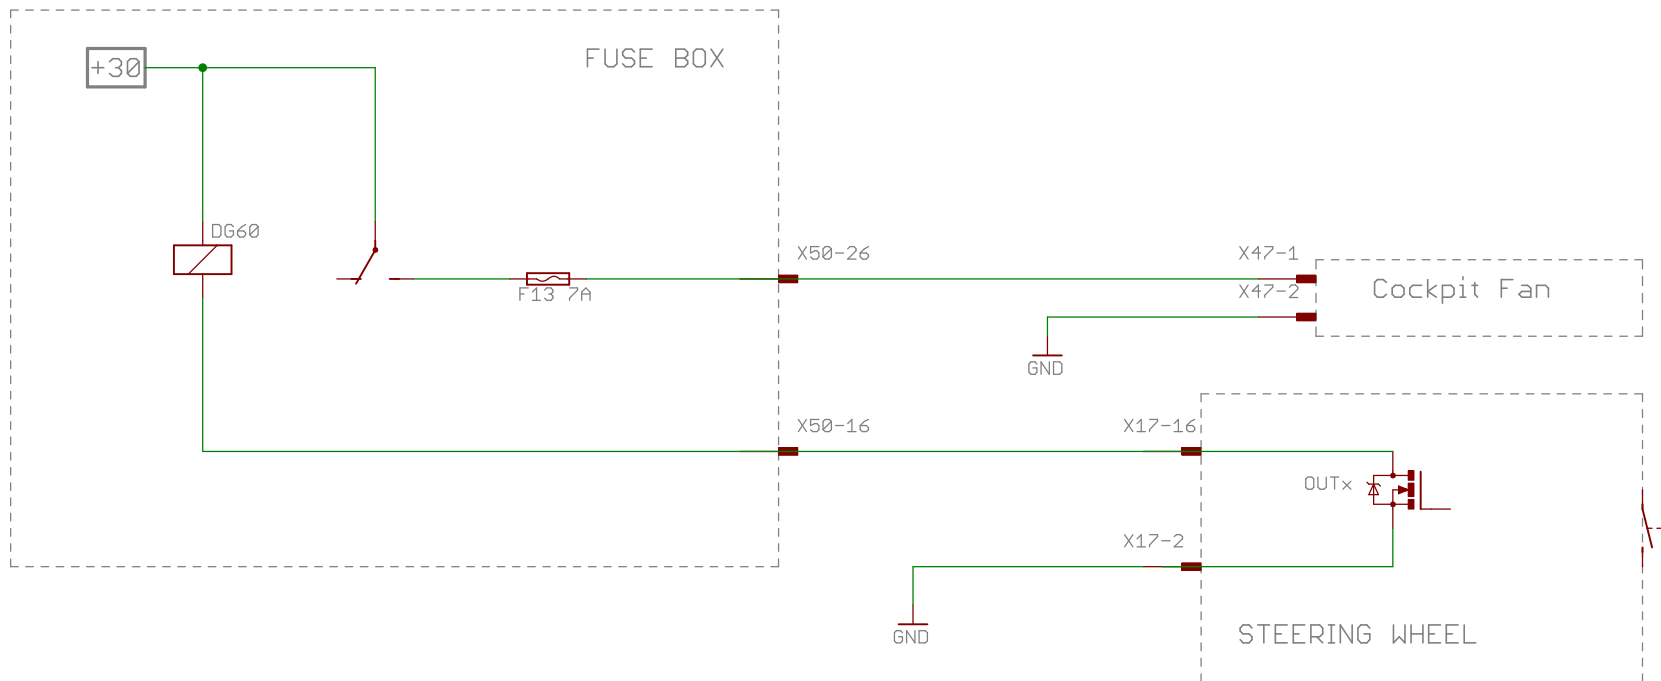 FUSE BOX
+30
DG60
F13 7A
X50-26
X47-1
X47-2
Cockpit Fan
GND
X50-16
X17-16
OUTx
X17-2
GND
STEERING WHEEL